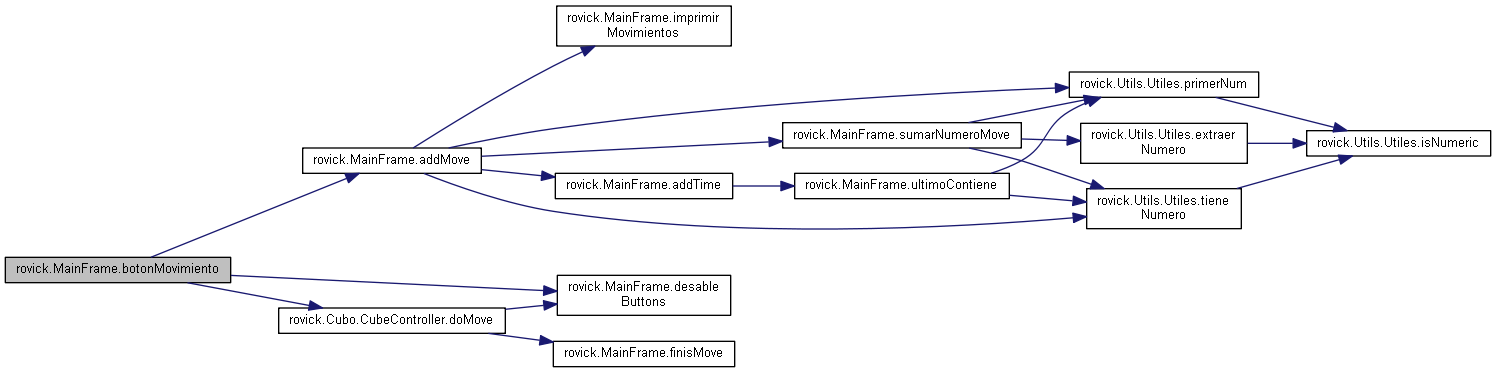 rovick.MainFrame.imprimir
Movimientos
rovick.Utils.Utiles.primerNum
rovick.MainFrame.sumarNumeroMove
rovick.Utils.Utiles.extraer
Numero
rovick.Utils.Utiles.isNumeric
rovick.MainFrame.addMove
rovick.MainFrame.addTime
rovick.MainFrame.ultimoContiene
rovick.Utils.Utiles.tiene
Numero
rovick.MainFrame.botonMovimiento
rovick.MainFrame.desable
Buttons
rovick.Cubo.CubeController.doMove
rovick.MainFrame.finisMove